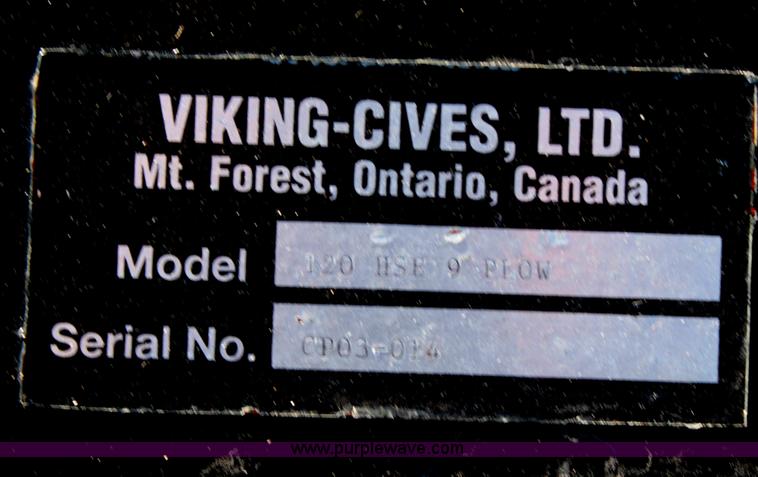 VIKING-CIVES, LTD.
Mt. Forest, Ontario, Canada
Model 120 HSE 9 PLOW
Serial No. CP03-014
www.purplewave.com